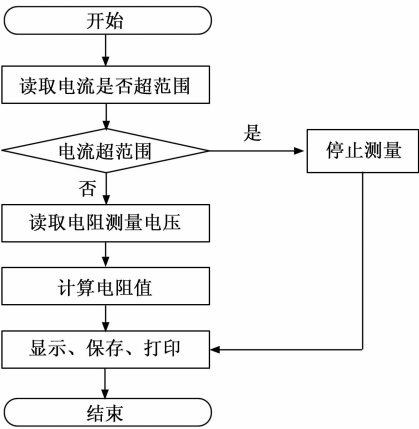 开始
读取电流是否超范围
电流超范围
是
停止测量
否
读取电阻测量电压
计算电阻值
显示、保存、打印
结束